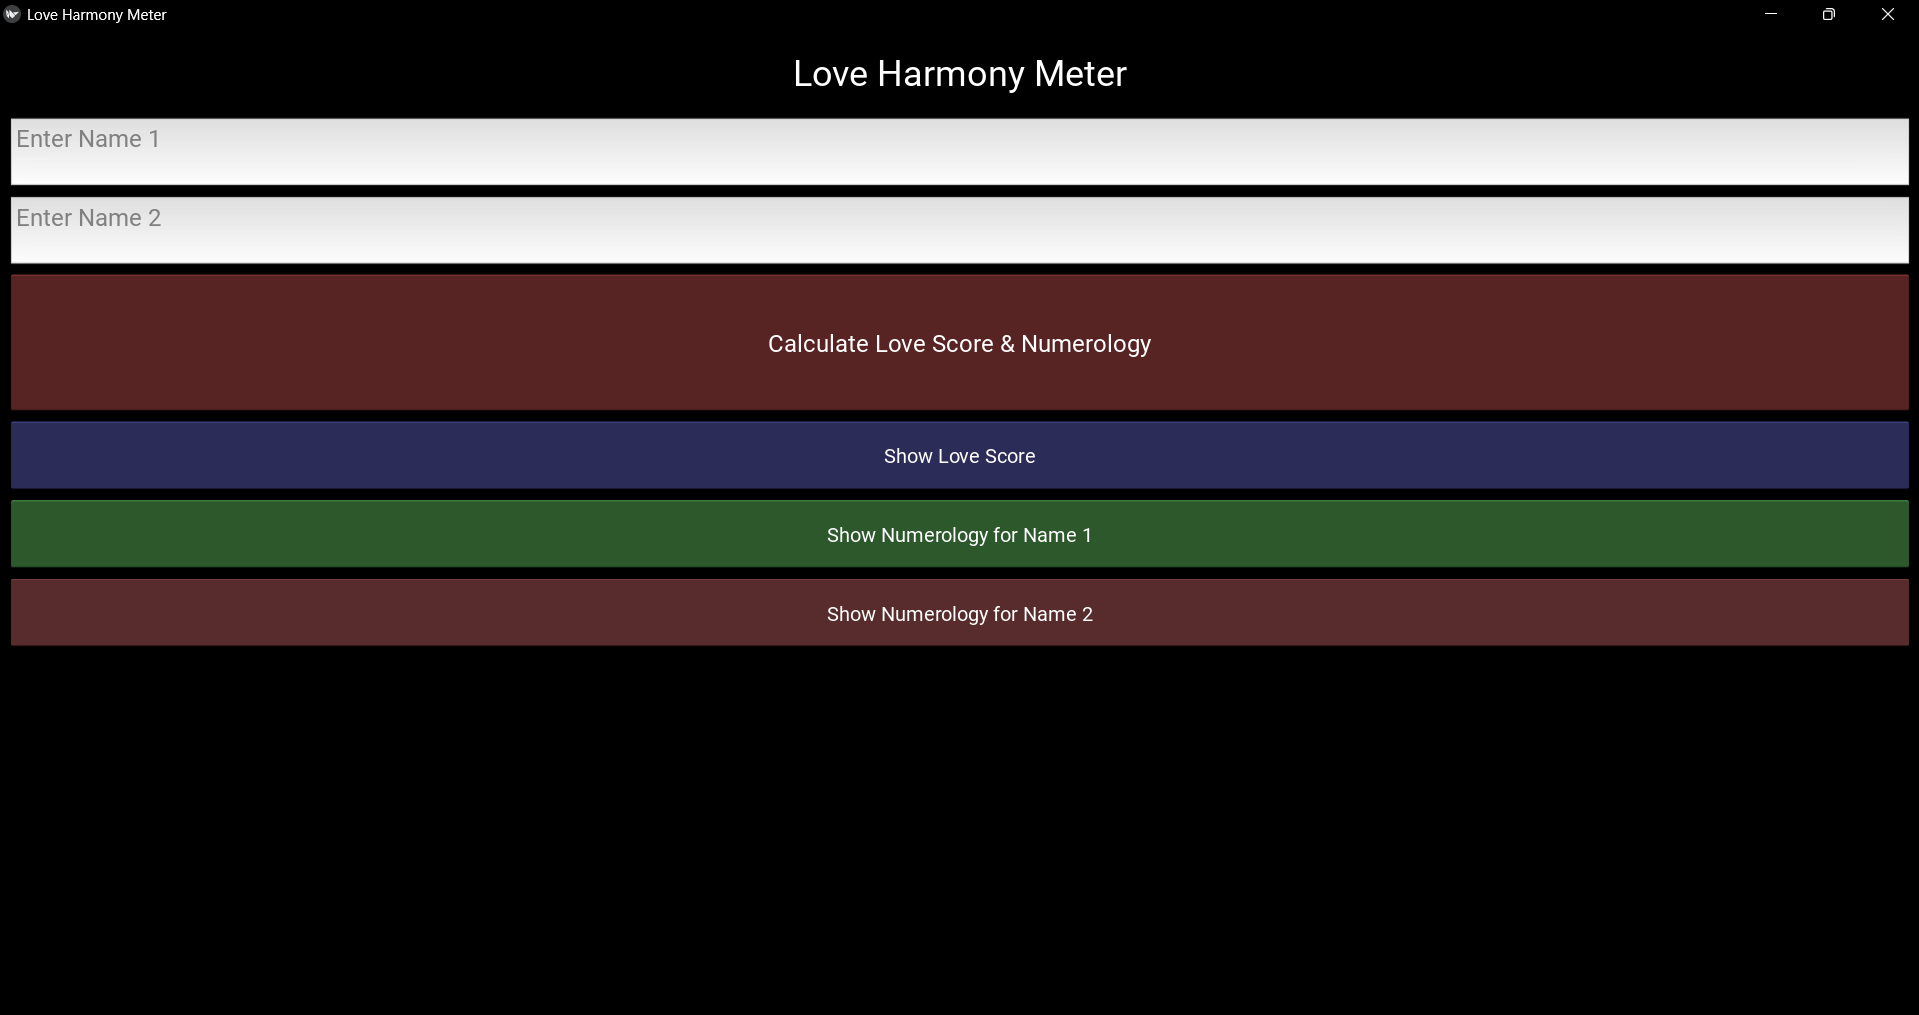 Love Harmony Meter
Love Harmony Meter
Enter Name 1
Enter Name 2
Calculate Love Score & Numerology
Show Love Score
Show Numerology for Name 1
Show Numerology for Name 2